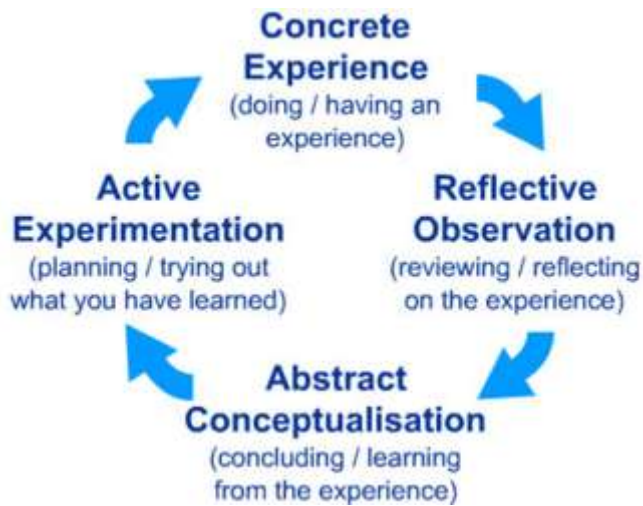 Concrete
Experience
(doing / having an
experience)
Reflective
Observation
(reviewing / reflecting
on the experience)
Abstract
Conceptualisation
(concluding / learning
from the experience)
Active
Experimentation
(planning / trying out
what you have learned)